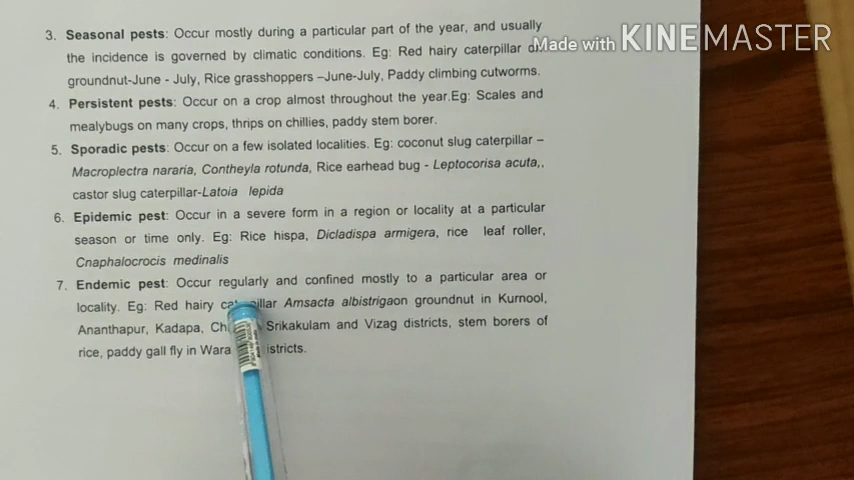 3. Seasonal pests: Occur mostly during a particular part of the year, and usually
the incidence is governed by climatic conditions. Eg: Red hairy caterpillar
groundnut-June - July, Rice grasshoppers –June-July, Paddy climbing cutworms.
4. Persistent pests: Occur on a crop almost throughout the year.Eg: Scales and
mealybugs on many crops, thrips on chillies, paddy stem borer.
5. Sporadic pests: Occur on a few isolated localities. Eg: coconut slug caterpillar –
Macroplectra nararia, Contheyla rotunda, Rice earhead bug - Leptocorisa acuta,,
castor slug caterpillar-Latoia lepida
6. Epidemic pest: Occur in a severe form in a region or locality at a particular
season or time only. Eg: Rice hispa, Dicladispa armigera, rice leaf roller,
Cnaphalocrocis medinalis
7. Endemic pest: Occur regularly and confined mostly to a particular area or
locality. Eg: Red hairy caterpillar Amsacta albistrigaon groundnut in Kurnool,
Ananthapur, Kadapa, Srikakulam and Vizag districts, stem borers of
rice, paddy gall fly in
Made with KINEMASTER